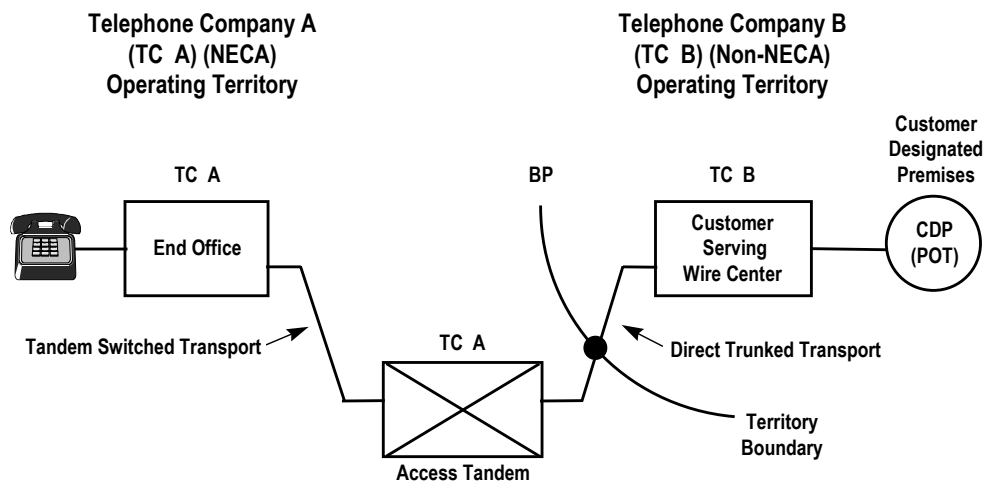 Telephone Company A
(TC A) (NECA)
Operating Territory
Telephone Company B
(TC B) (Non-NECA)
Operating Territory
Customer
Designated
Premises
TC A
BP
TC B
End Office
Customer
Serving
Wire Center
CDP
(POT)
Tandem Switched Transport
TC A
Direct Trunked Transport
Territory
Boundary
Access Tandem